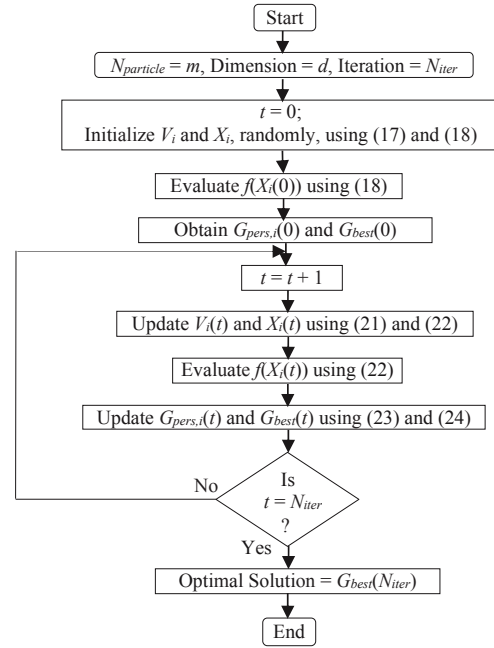 Start
N_particle = m, Dimension = d, Iteration = N_iter
t = 0;
Initialize V_i and X_i, randomly, using (17) and (18)
Evaluate f(X_i(0)) using (18)
Obtain G_pers,i(0) and G_best(0)
t = t + 1
Update V_i(t) and X_i(t) using (21) and (22)
Evaluate f(X_i(t)) using (22)
Update G_pers,i(t) and G_best(t) using (23) and (24)
No
Is
t = N_iter
?
Yes
Optimal Solution = G_best(N_iter)
End